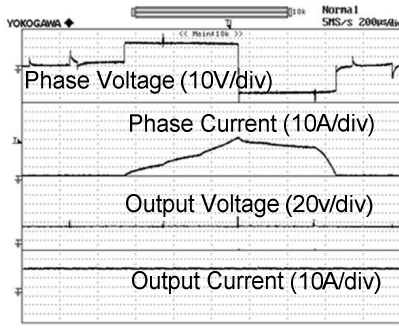 10k
Normal
YOKOGAWA ◆
5MS/s 200µs/div
<< Main:10k >>
Phase Voltage (10V/div)
Phase Current (10A/div)
Output Voltage (20v/div)
Output Current (10A/div)